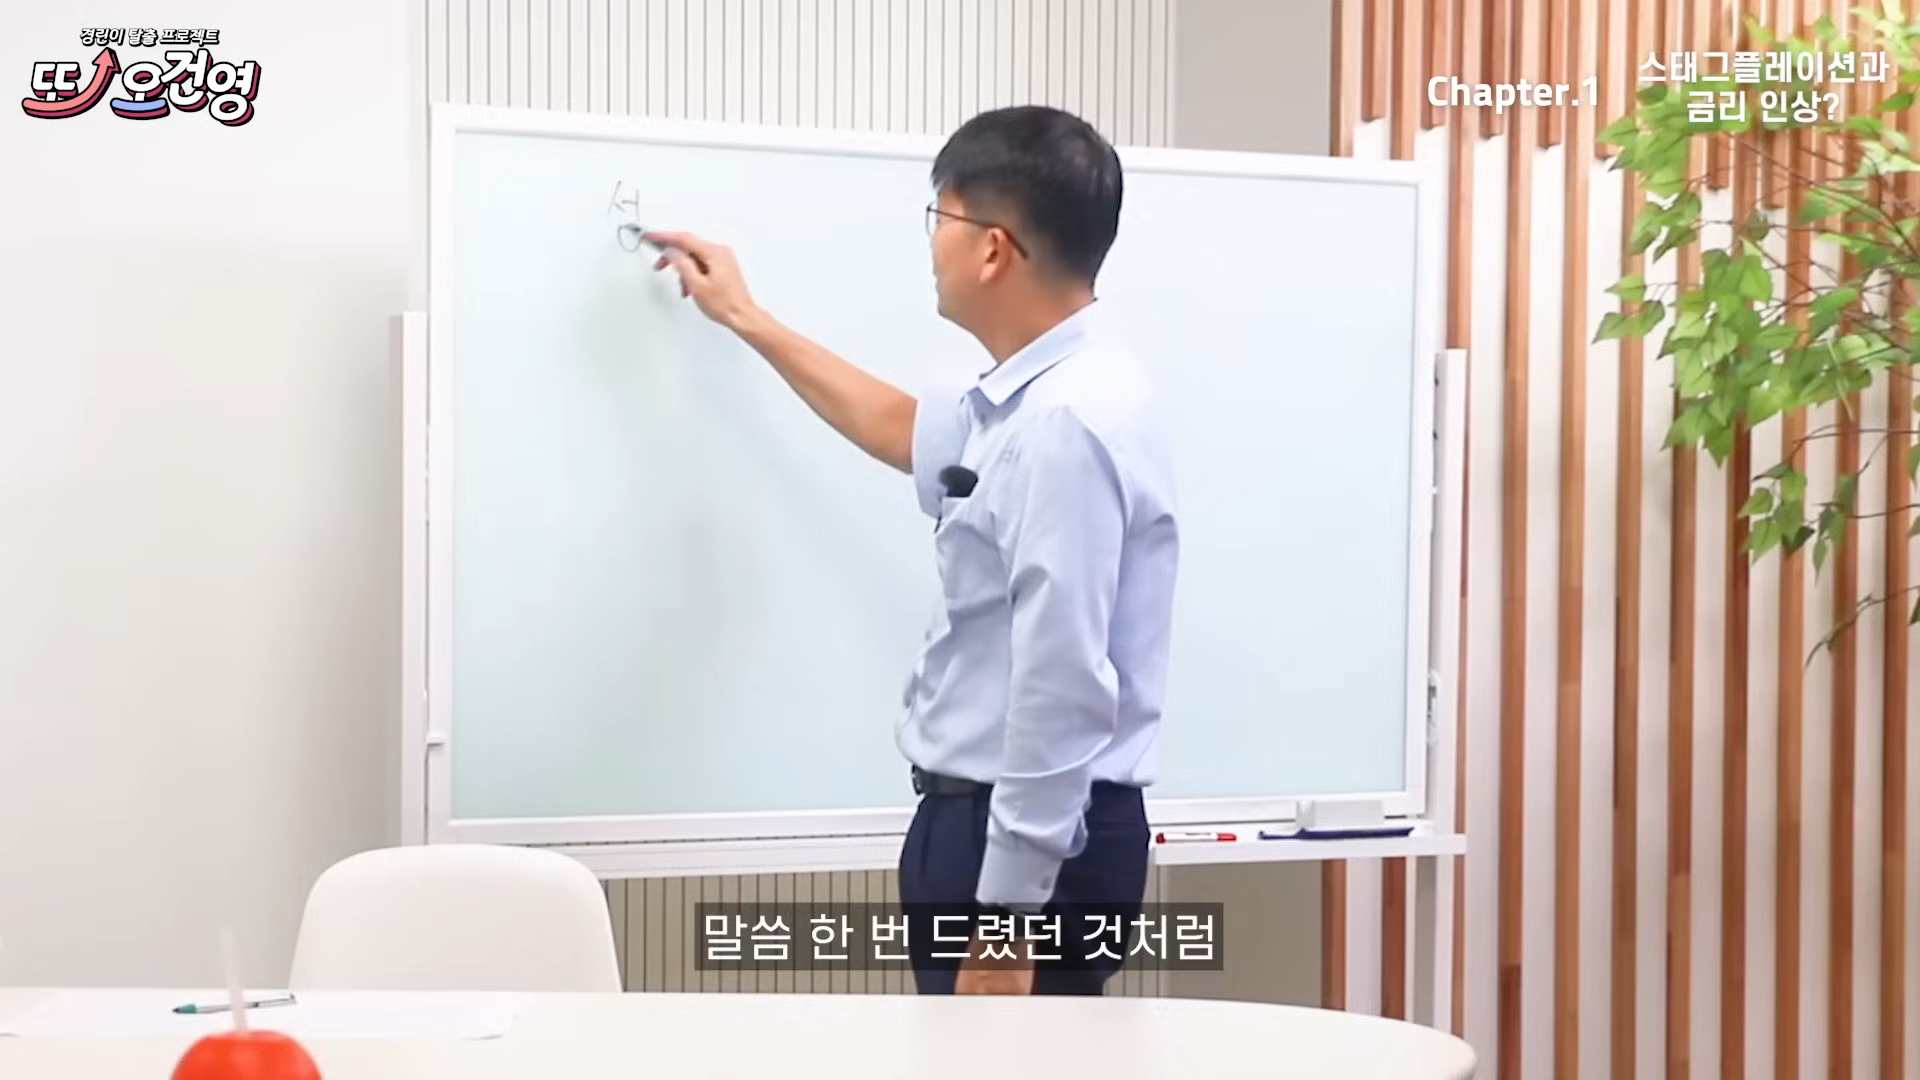 경린이 탈출 프로젝트
또! 오건영
Chapter.1
스태그플레이션과
금리 인상?
성
말씀 한 번 드렸던 것처럼